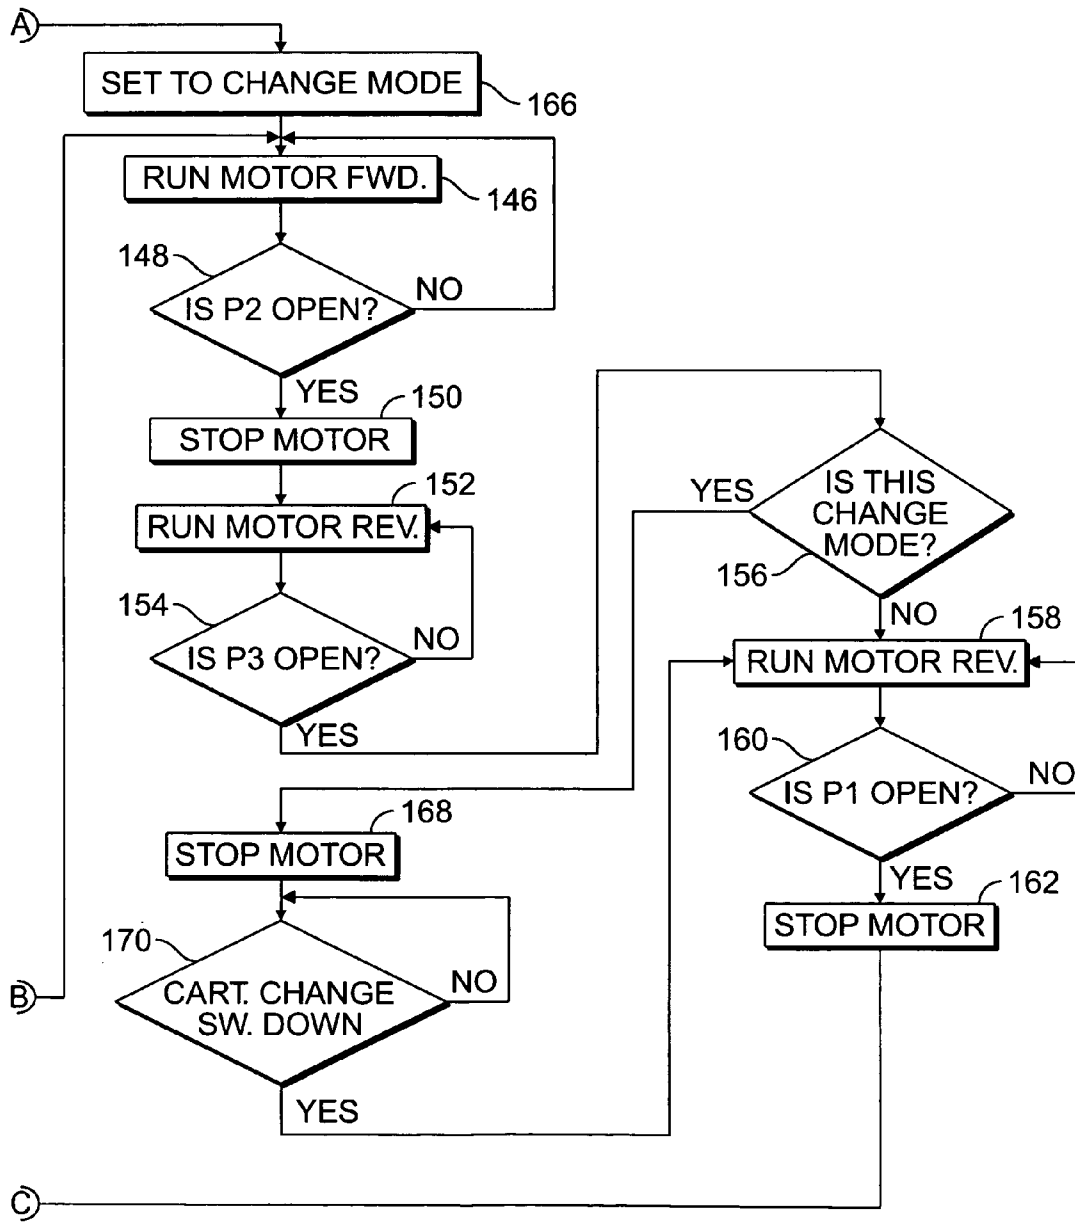 A
SET TO CHANGE MODE
166
RUN MOTOR FWD.
146
148
IS P2 OPEN?
NO
YES
150
STOP MOTOR
152
RUN MOTOR REV.
154
IS P3 OPEN?
NO
YES
YES
IS THIS
CHANGE
MODE?
156
NO
158
RUN MOTOR REV.
160
IS P1 OPEN?
NO
YES
162
STOP MOTOR
168
STOP MOTOR
170
CART. CHANGE
SW. DOWN
NO
YES
B
C